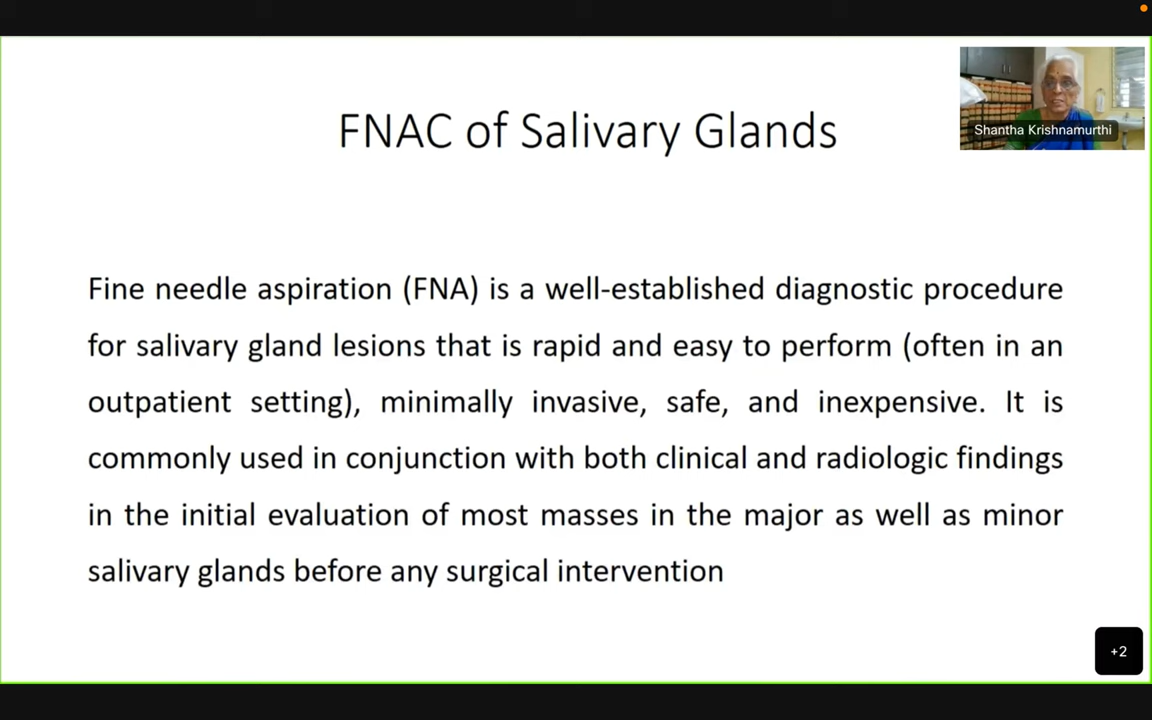 FNAC of Salivary Glands
Shantha Krishnamurthi
Fine needle aspiration (FNA) is a well-established diagnostic procedure
for salivary gland lesions that is rapid and easy to perform (often in an
outpatient setting), minimally invasive, safe, and inexpensive. It is
commonly used in conjunction with both clinical and radiologic findings
in the initial evaluation of most masses in the major as well as minor
salivary glands before any surgical intervention
+2